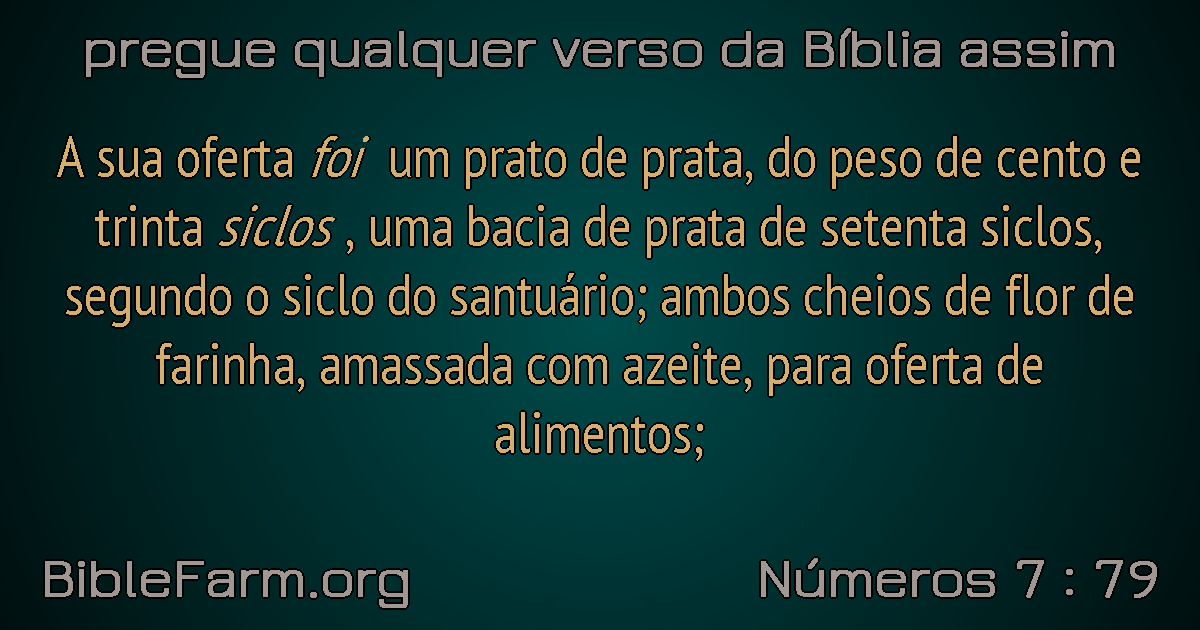 pregue qualquer verso da Bíblia assim
A sua oferta foi um prato de prata, do peso de cento e
trinta siclos , uma bacia de prata de setenta siclos,
segundo o siclo do santuário; ambos cheios de flor de
farinha, amassada com azeite, para oferta de
alimentos;
BibleFarm.org
Números 7 : 79